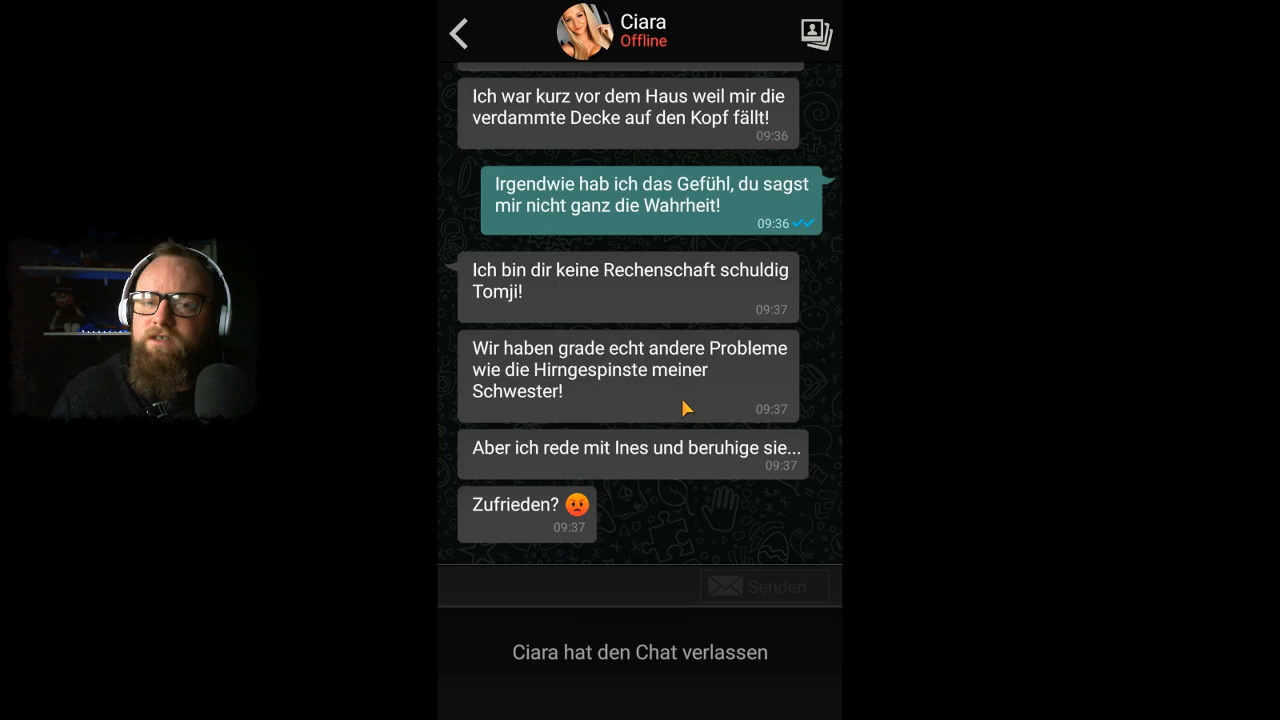 Ciara
Offline
Ich war kurz vor dem Haus weil mir die
verdammte Decke auf den Kopf fällt!
09:36
Irgendwie hab ich das Gefühl, du sagst
mir nicht ganz die Wahrheit!
09:36
Ich bin dir keine Rechenschaft schuldig
Tomji!
09:37
Wir haben grade echt andere Probleme
wie die Hirngespinste meiner
Schwester!
09:37
Aber ich rede mit Ines und beruhige sie...
09:37
Zufrieden? 😡
09:37
Senden
Ciara hat den Chat verlassen